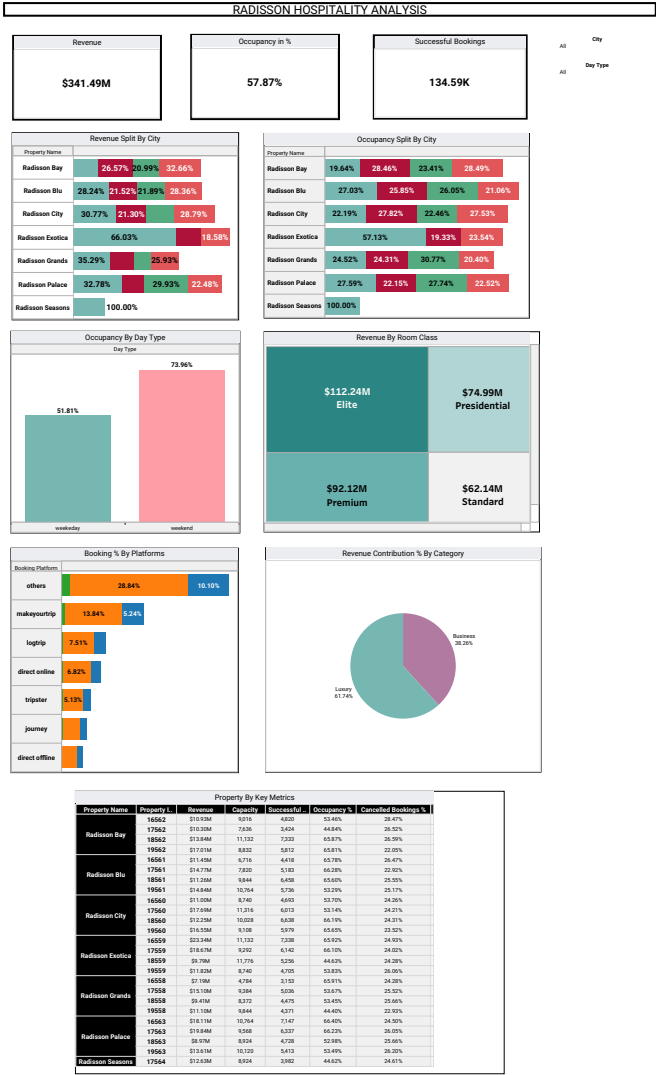 RADISSON HOSPITALITY ANALYSIS
Revenue
$341.49M
Occupancy in %
57.87%
Successful Bookings
134.59K
City
All
Day Type
All
Revenue Split By City
Property Name
Radisson Bay 26.57% 20.99% 32.66%
Radisson Blu 28.24% 21.52% 21.89% 28.36%
Radisson City 30.77% 21.30% 28.79%
Radisson Exotica 66.03% 18.58%
Radisson Grands 35.29% 25.93%
Radisson Palace 32.78% 29.93% 22.48%
Radisson Seasons 100.00%
Occupancy Split By City
Property Name
Radisson Bay 19.64% 28.46% 23.41% 28.49%
Radisson Blu 27.03% 25.85% 26.05% 21.06%
Radisson City 22.19% 27.82% 22.46% 27.53%
Radisson Exotica 57.13% 19.33% 23.54%
Radisson Grands 24.52% 24.31% 30.77% 20.40%
Radisson Palace 27.59% 22.15% 27.74% 22.52%
Radisson Seasons 100.00%
Occupancy By Day Type
Day Type
73.96%
51.81%
weekeday weekend
Revenue By Room Class
$112.24M
Elite
$74.99M
Presidential
$92.12M
Premium
$62.14M
Standard
Booking % By Platforms
Booking Platform
others 28.84% 10.10%
makeyourtrip 13.84% 5.24%
logtrip 7.51%
direct online 6.82%
tripster 5.13%
journey
direct offline
Revenue Contribution % By Category
Business
38.26%
Luxury
61.74%
Property By Key Metrics
Property Name Property I.. Revenue Capacity Successful .. Occupancy % Cancelled Bookings %
Radisson Bay 16562 $10.93M 9,016 4,820 53.46% 28.47%
17562 $10.30M 7,636 3,424 44.84% 26.52%
18562 $13.84M 11,132 7,333 65.87% 26.59%
19562 $17.01M 8,832 5,812 65.81% 22.05%
Radisson Blu 16561 $11.45M 6,716 4,418 65.78% 26.47%
17561 $14.77M 7,820 5,183 66.28% 22.92%
18561 $11.26M 9,844 6,458 65.60% 25.55%
19561 $14.84M 10,764 5,736 53.29% 25.17%
Radisson City 16560 $11.00M 8,740 4,693 53.70% 24.26%
17560 $17.69M 11,316 6,013 53.14% 24.21%
18560 $12.25M 10,028 6,638 66.19% 24.31%
19560 $16.55M 9,108 5,979 65.65% 23.52%
Radisson Exotica 16559 $23.34M 11,132 7,338 65.92% 24.93%
17559 $18.67M 9,292 6,142 66.10% 24.02%
18559 $9.79M 11,776 5,256 44.63% 24.28%
19559 $11.82M 8,740 4,705 53.83% 26.06%
Radisson Grands 16558 $7.19M 4,784 3,153 65.91% 24.28%
17558 $15.10M 9,384 5,036 53.67% 25.52%
18558 $9.41M 8,372 4,475 53.45% 25.66%
19558 $11.10M 9,844 4,371 44.40% 22.93%
Radisson Palace 16563 $18.11M 10,764 7,147 66.40% 24.50%
17563 $19.84M 9,568 6,337 66.23% 26.05%
18563 $8.97M 8,924 4,728 52.98% 25.66%
19563 $13.61M 10,120 5,413 53.49% 26.20%
Radisson Seasons 17564 $12.63M 8,924 3,982 44.62% 24.61%